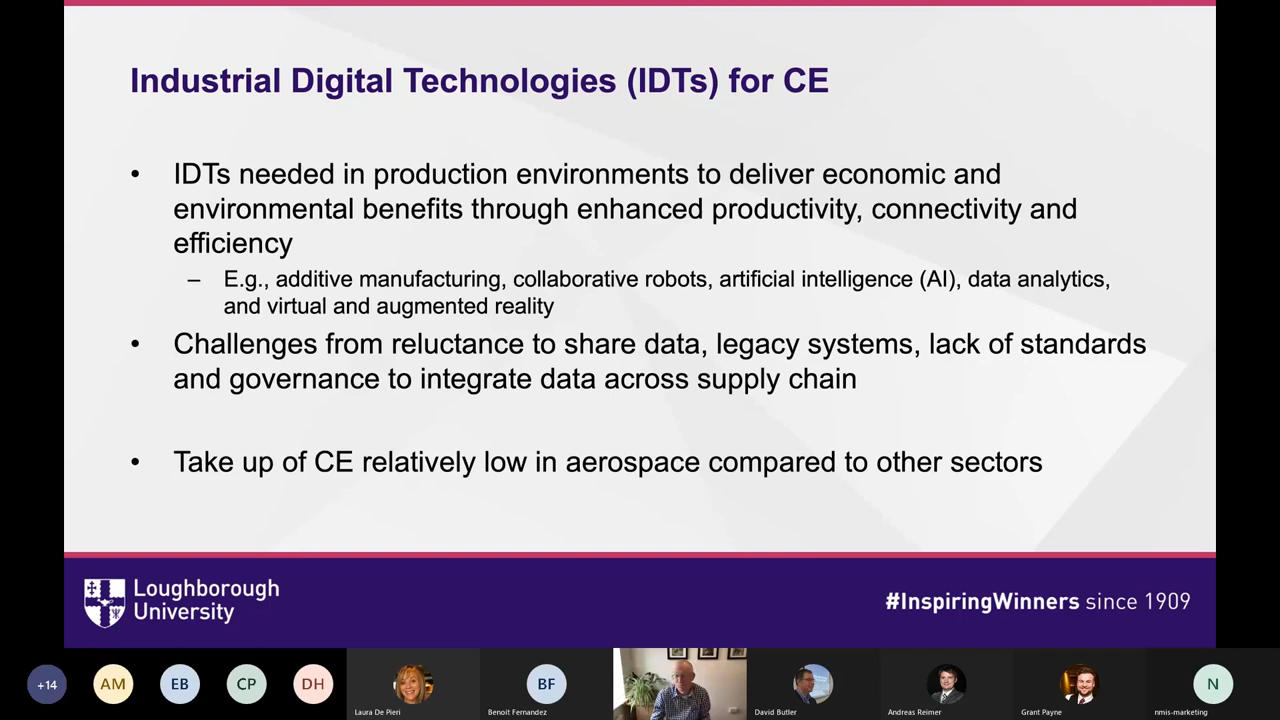 Industrial Digital Technologies (IDTs) for CE
• IDTs needed in production environments to deliver economic and
environmental benefits through enhanced productivity, connectivity and
efficiency
– E.g., additive manufacturing, collaborative robots, artificial intelligence (AI), data analytics,
and virtual and augmented reality
• Challenges from reluctance to share data, legacy systems, lack of standards
and governance to integrate data across supply chain
• Take up of CE relatively low in aerospace compared to other sectors
Loughborough
University
#InspiringWinners since 1909
+14
AM
EB
CP
DH
Laura De Pieri
BF
Benoit Fernandez
David Butler
Andreas Reimer
Grant Payne
N
nmis-marketing